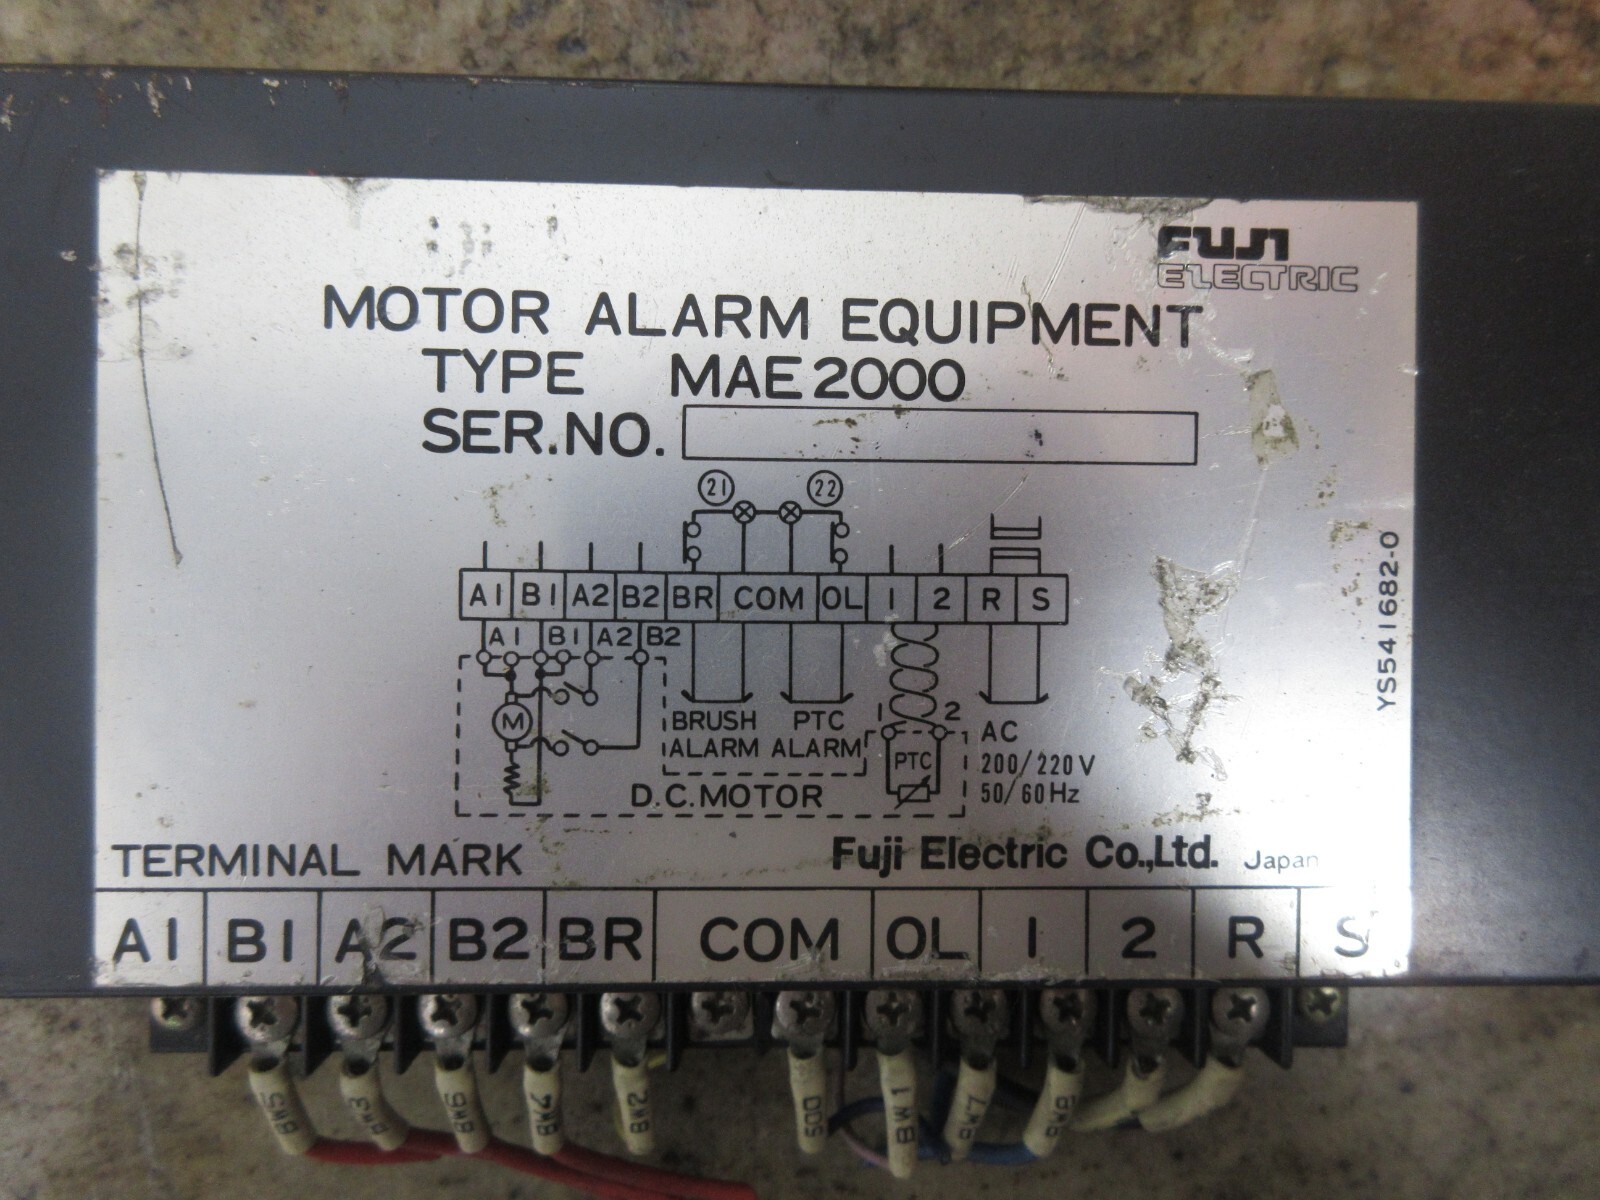 FUJI
ELECTRIC
MOTOR ALARM EQUIPMENT
TYPE MAE2000
SER.NO.
21 22
A1 B1 A2 B2 BR COM OL 1 2 R S
A1 B1 A2 B2
M
BRUSH ALARM
PTC ALARM
1 2
PTC
AC
200/220V
50/60Hz
D.C.MOTOR
YS541682-0
TERMINAL MARK
Fuji Electric Co.,Ltd. Japan
A1 B1 A2 B2 BR COM OL 1 2 R S
BW5 BW3 BW6 BW4 BW2 500 BW1 BW7 BW8